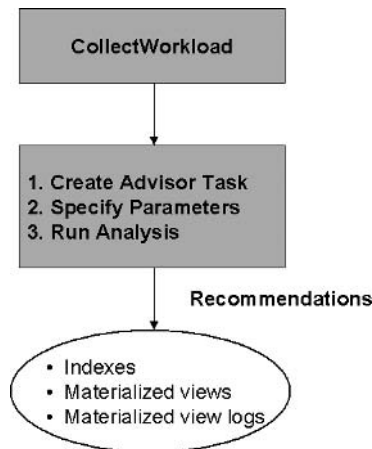 CollectWorkload
1. Create Advisor Task
2. Specify Parameters
3. Run Analysis
Recommendations
• Indexes
• Materialized views
• Materialized view logs